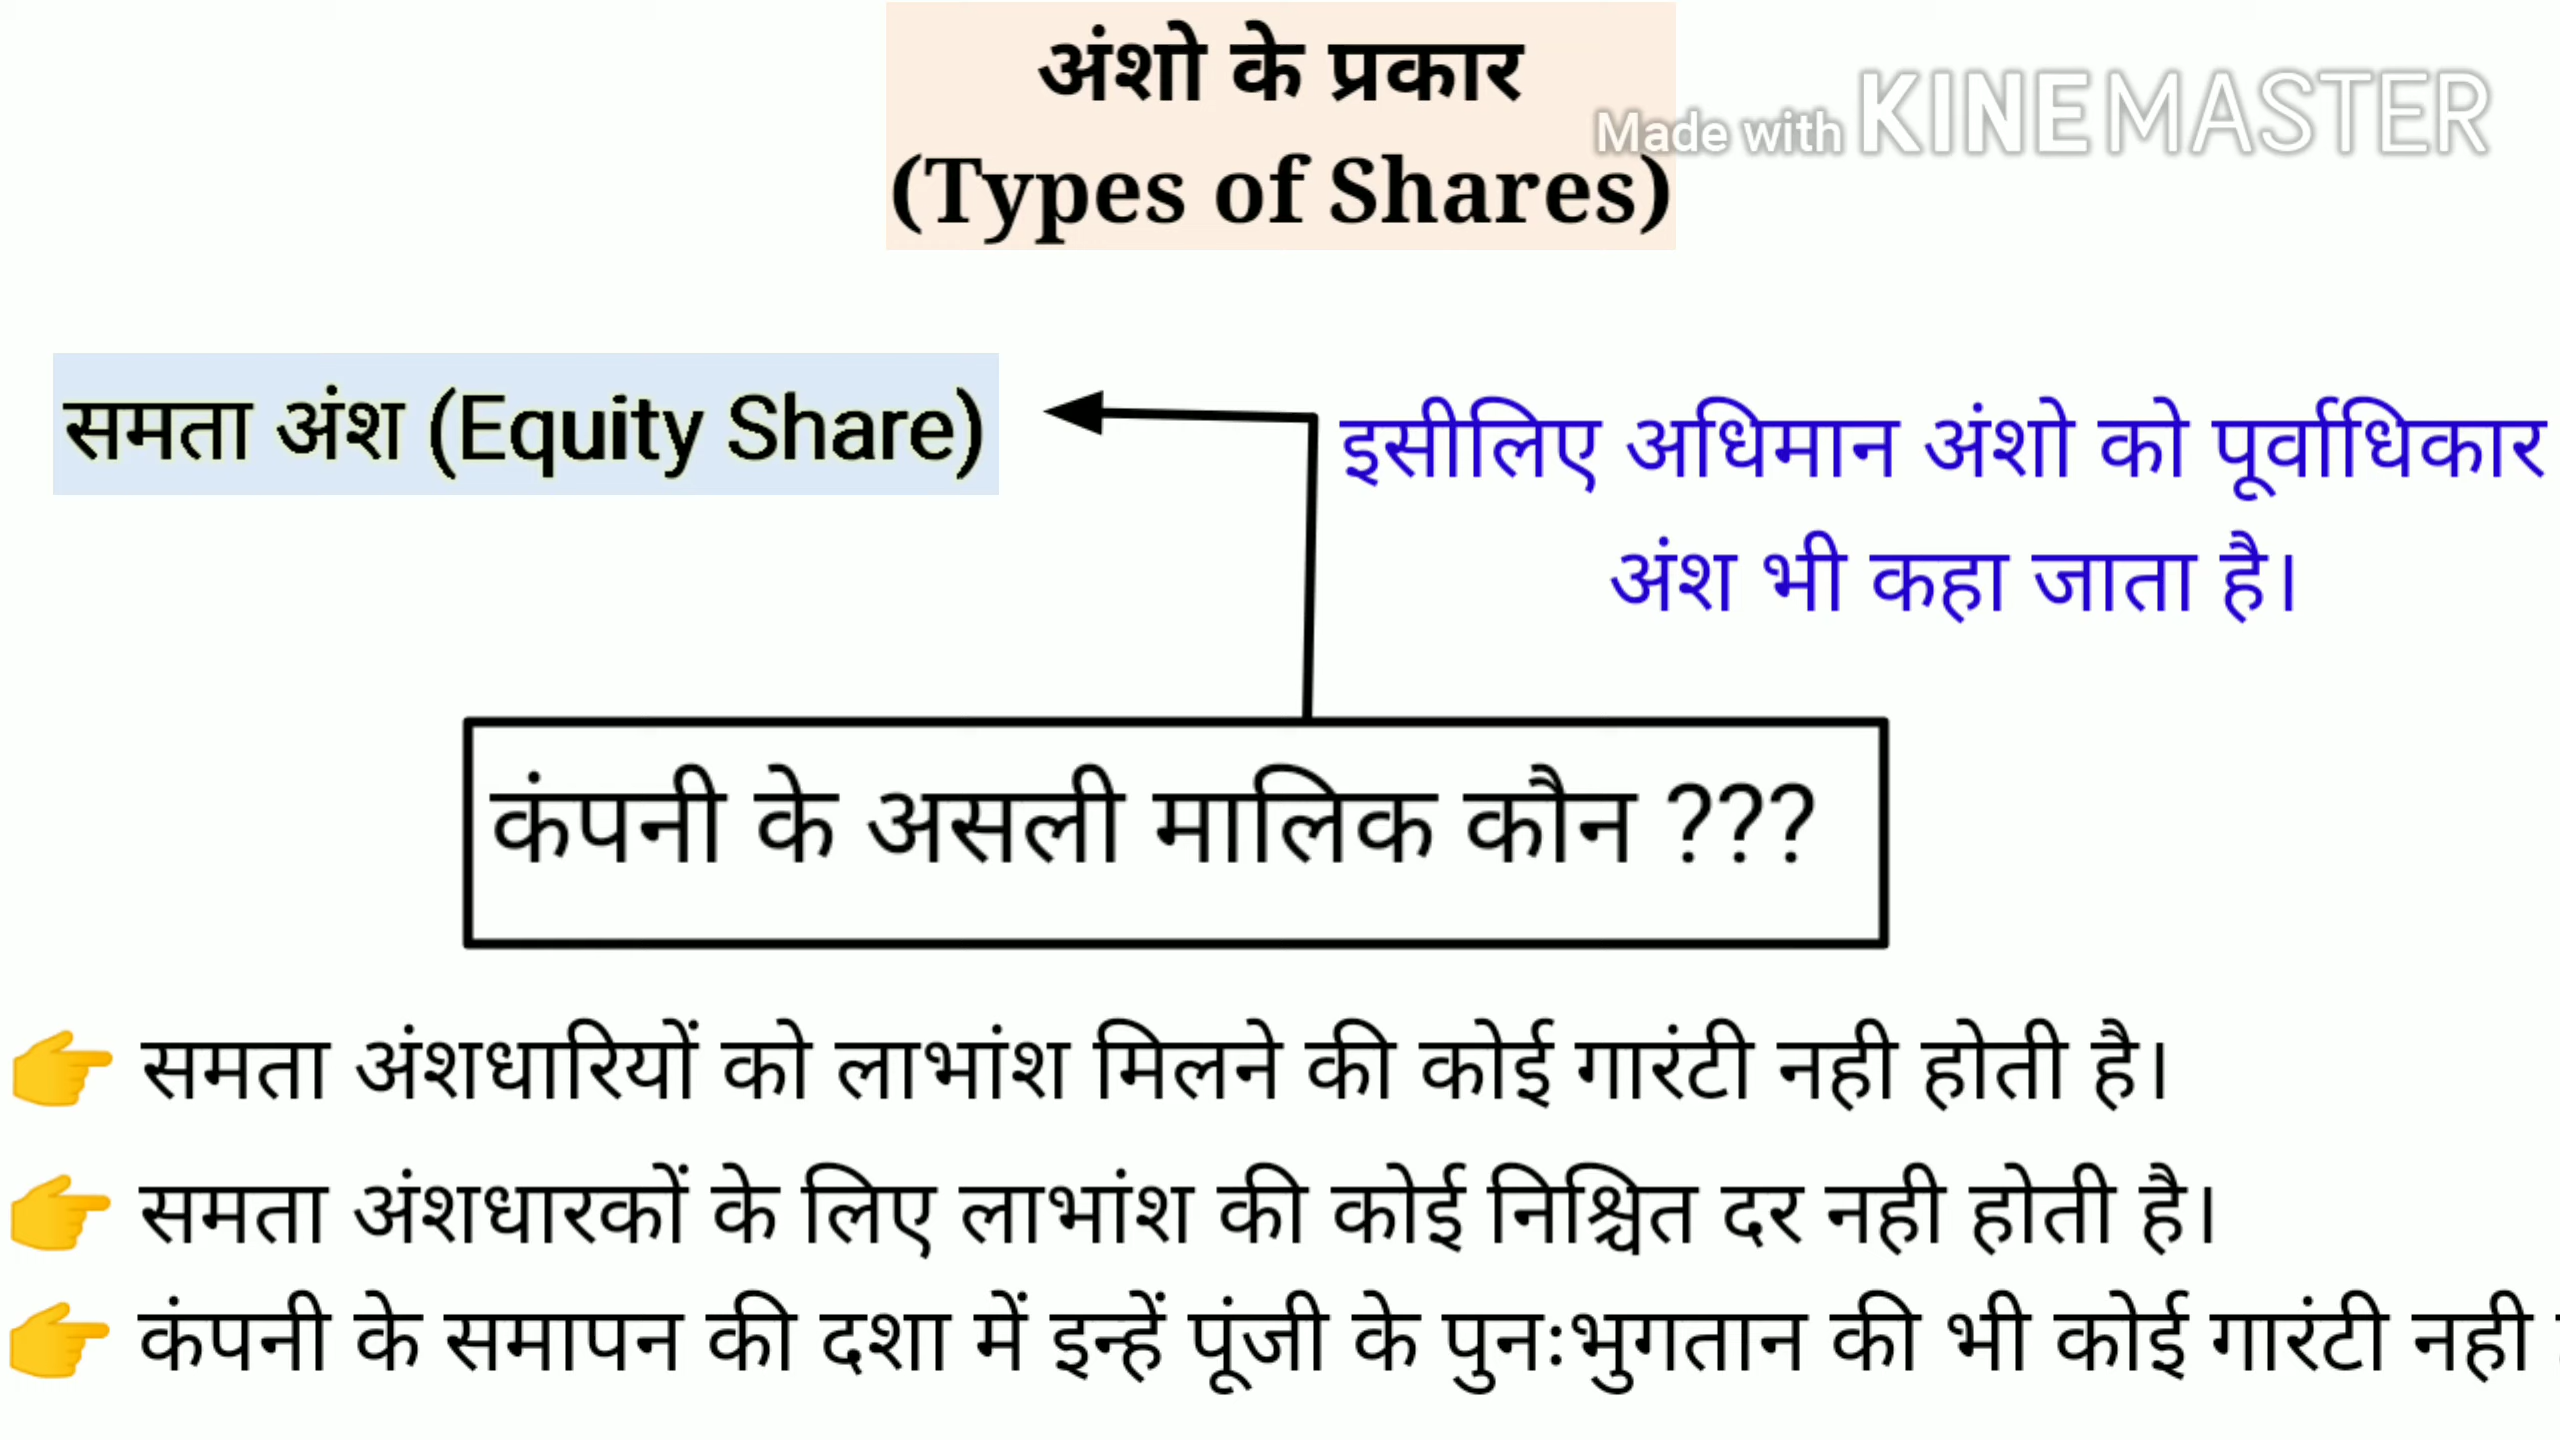 अंशो के प्रकार
(Types of Shares)
Made with KINEMASTER
समता अंश (Equity Share)
इसीलिए अधिमान अंशो को पूर्वाधिकार
अंश भी कहा जाता है।
कंपनी के असली मालिक कौन ???
👉 समता अंशधारियों को लाभांश मिलने की कोई गारंटी नही होती है।
👉 समता अंशधारकों के लिए लाभांश की कोई निश्चित दर नही होती है।
👉 कंपनी के समापन की दशा में इन्हें पूंजी के पुनःभुगतान की भी कोई गारंटी नही